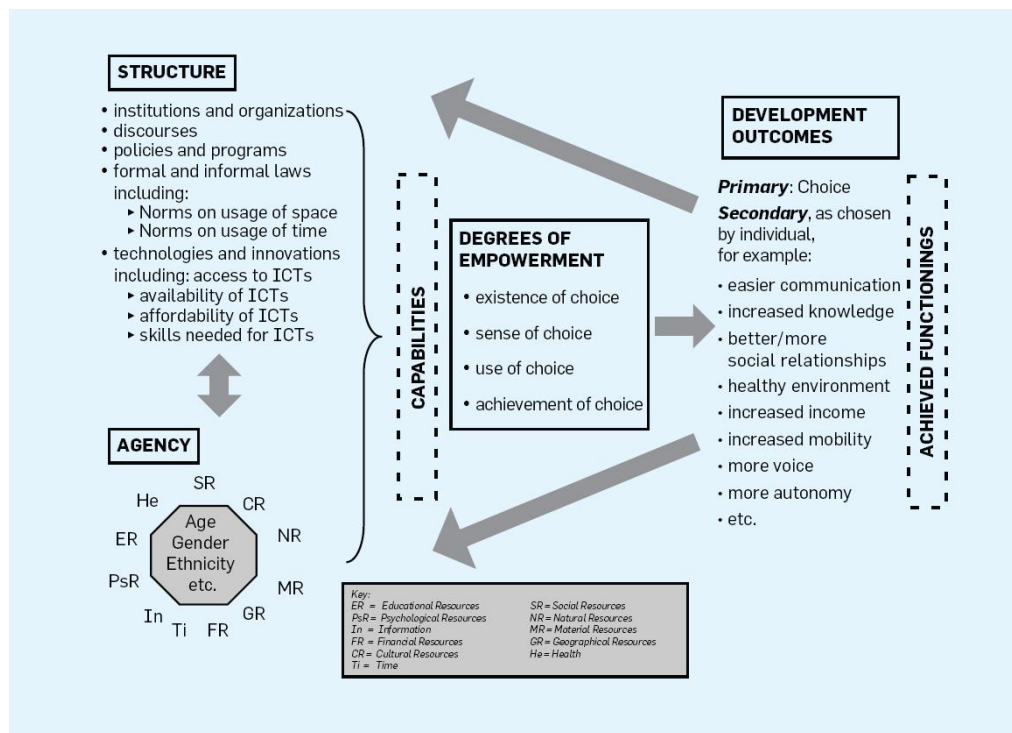 STRUCTURE
• institutions and organizations
• discourses
• policies and programs
• formal and informal laws
including:
▸ Norms on usage of space
▸ Norms on usage of time
• technologies and innovations
including: access to ICTs
▸ availability of ICTs
▸ affordability of ICTs
▸ skills needed for ICTs
AGENCY
SR
He
CR
ER
NR
PsR
MR
In
GR
Ti
FR
Age
Gender
Ethnicity
etc.
CAPABILITIES
DEGREES OF
EMPOWERMENT
• existence of choice
• sense of choice
• use of choice
• achievement of choice
DEVELOPMENT
OUTCOMES
Primary: Choice
Secondary, as chosen
by individual,
for example:
• easier communication
• increased knowledge
• better/more
social relationships
• healthy environment
• increased income
• increased mobility
• more voice
• more autonomy
• etc.
ACHIEVED FUNCTIONINGS
Key:
ER = Educational Resources
PsR = Psychological Resources
In = Information
FR = Financial Resources
CR = Cultural Resources
Ti = Time
SR = Social Resources
NR = Natural Resources
MR = Material Resources
GR = Geographical Resources
He = Health